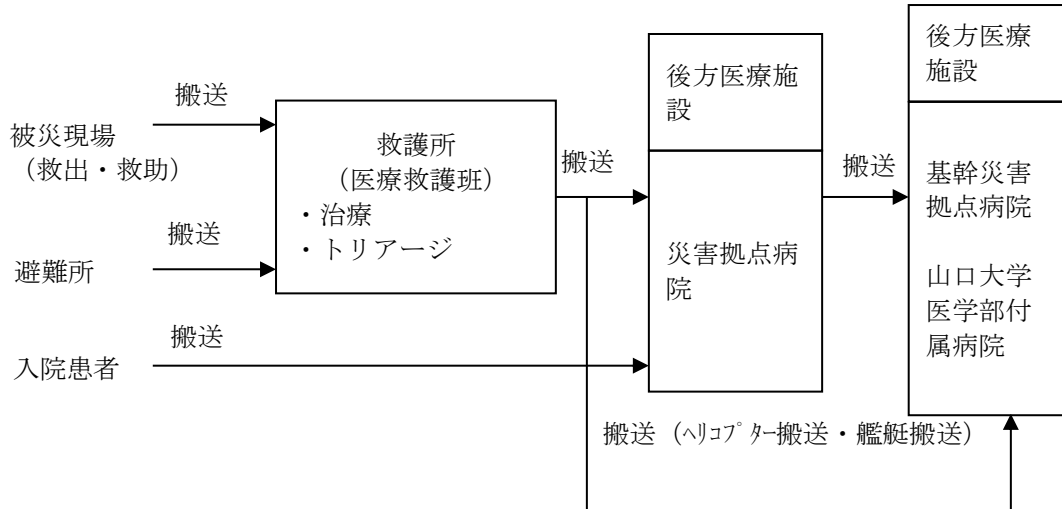 搬送
被災現場
（救出・救助）
搬送
避難所
搬送
入院患者
救護所
（医療救護班）
・治療
・トリアージ
搬送
後方医療施
設
災害拠点病
院
搬送
後方医療
施設
基幹災害
拠点病院
山口大学
医学部付
属病院
搬送（ﾍﾘｺﾌﾟﾀｰ搬送・艦艇搬送）